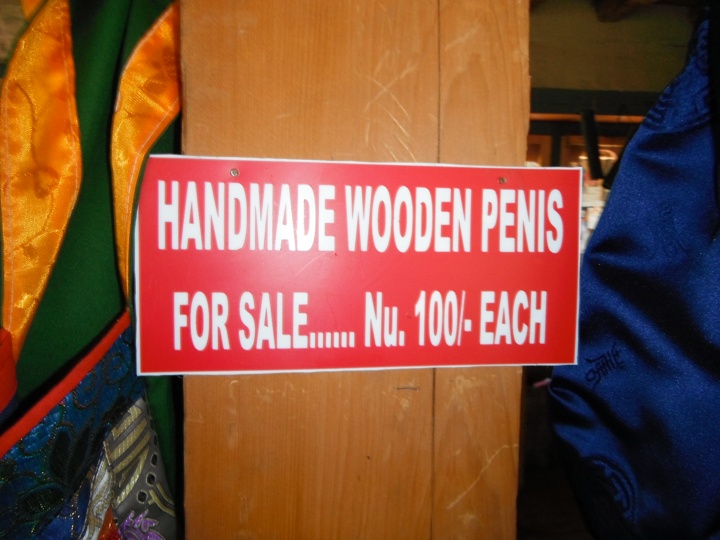 HANDMADE WOODEN PENIS
FOR SALE...... Nu. 100/- EACH